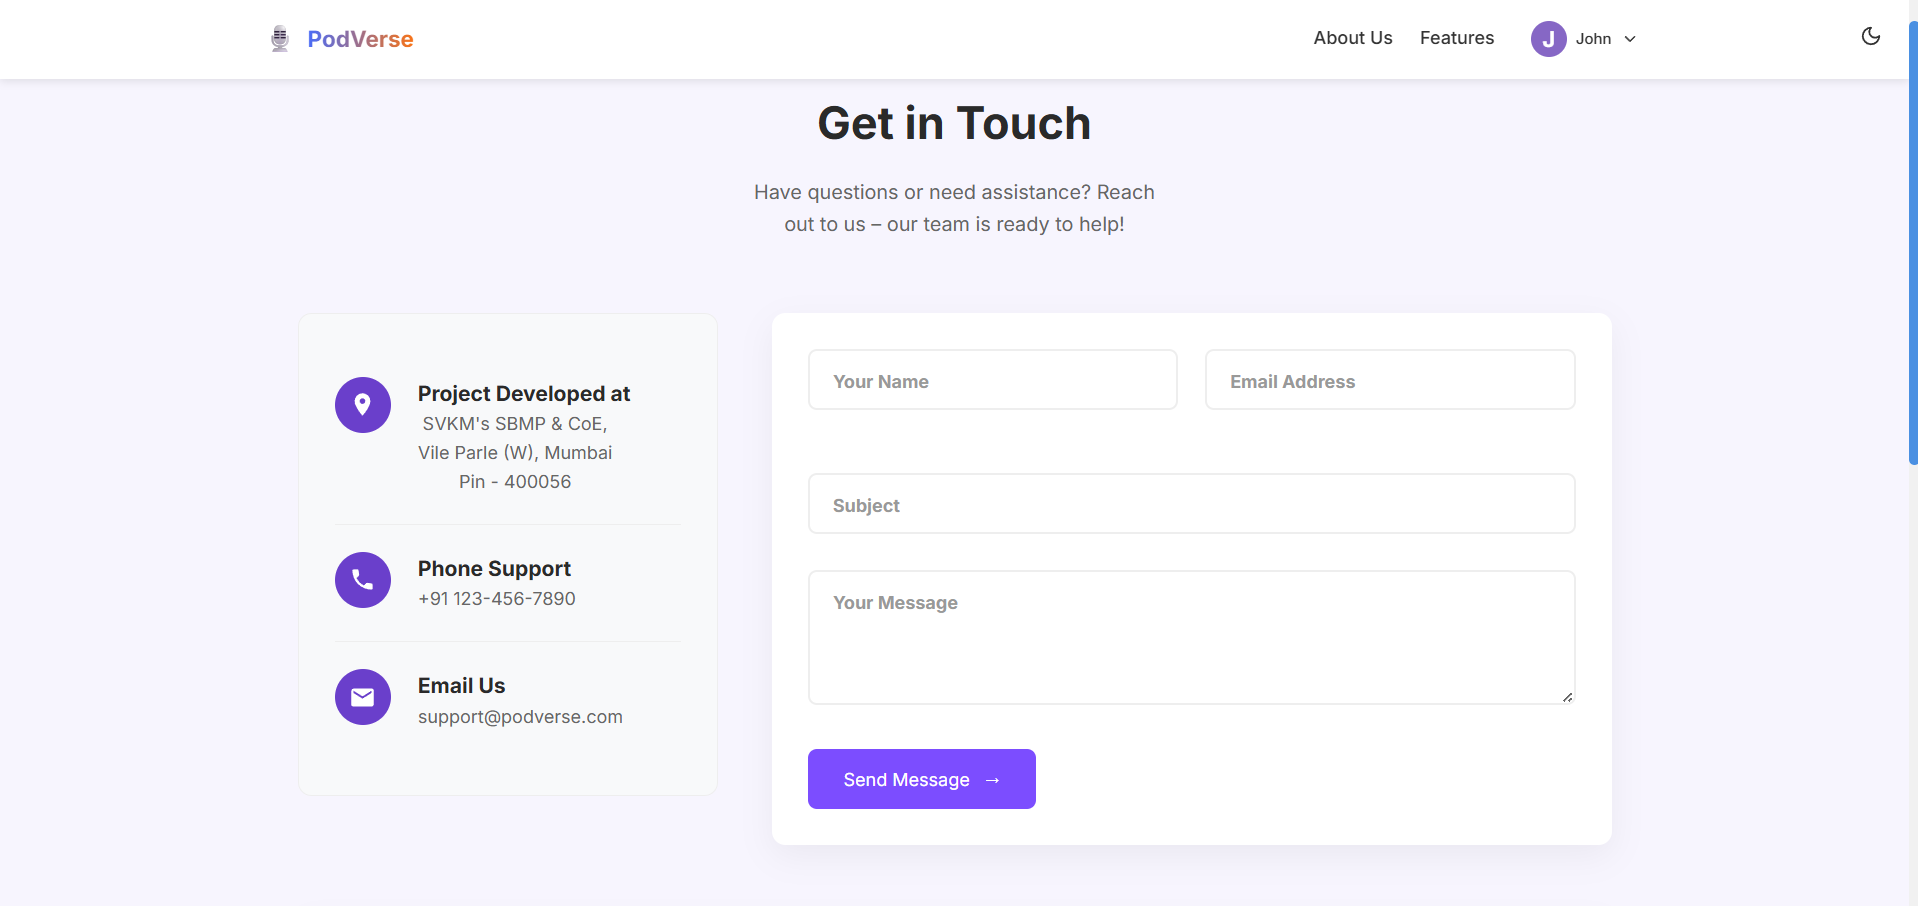 PodVerse
About Us
Features
J
John
Get in Touch
Have questions or need assistance? Reach
out to us – our team is ready to help!
Project Developed at
SVKM's SBMP & CoE,
Vile Parle (W), Mumbai
Pin - 400056
Phone Support
+91 123-456-7890
Email Us
support@podverse.com
Your Name
Email Address
Subject
Your Message
Send Message →